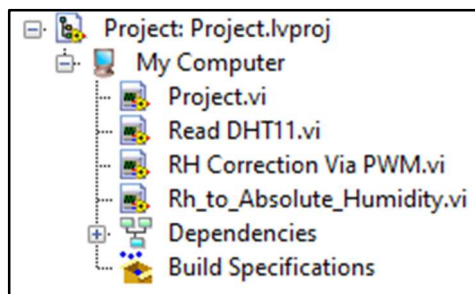 Project: Project.lvproj
My Computer
Project.vi
Read DHT11.vi
RH Correction Via PWM.vi
Rh_to_Absolute_Humidity.vi
Dependencies
Build Specifications